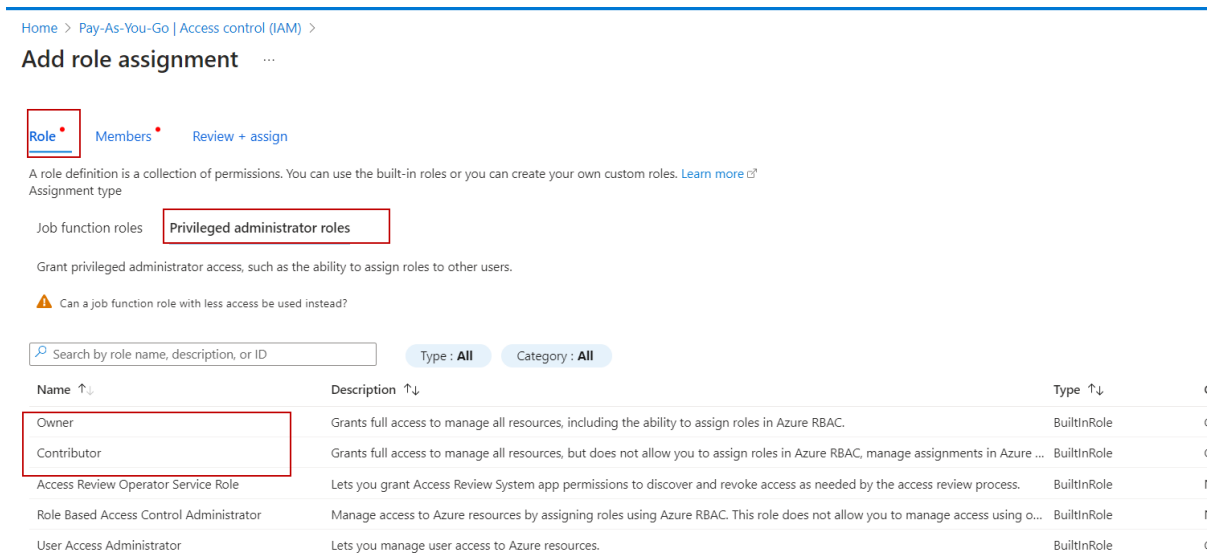 Home > Pay-As-You-Go | Access control (IAM) >
Add role assignment ...
Role Members Review + assign
A role definition is a collection of permissions. You can use the built-in roles or you can create your own custom roles. Learn more
Assignment type
Job function roles Privileged administrator roles
Grant privileged administrator access, such as the ability to assign roles to other users.
Can a job function role with less access be used instead?
Search by role name, description, or ID Type : All Category : All
Name ↑↓ Description ↑↓ Type ↑↓
Owner Grants full access to manage all resources, including the ability to assign roles in Azure RBAC. BuiltInRole
Contributor Grants full access to manage all resources, but does not allow you to assign roles in Azure RBAC, manage assignments in Azure ... BuiltInRole
Access Review Operator Service Role Lets you grant Access Review System app permissions to discover and revoke access as needed by the access review process. BuiltInRole
Role Based Access Control Administrator Manage access to Azure resources by assigning roles using Azure RBAC. This role does not allow you to manage access using o... BuiltInRole
User Access Administrator Lets you manage user access to Azure resources. BuiltInRole